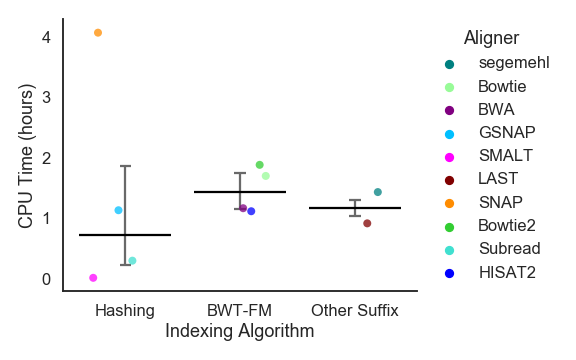 4
3
2
1
0
CPU Time (hours)
Hashing BWT-FM Other Suffix
Indexing Algorithm
Aligner
segemehl
Bowtie
BWA
GSNAP
SMALT
LAST
SNAP
Bowtie2
Subread
HISAT2